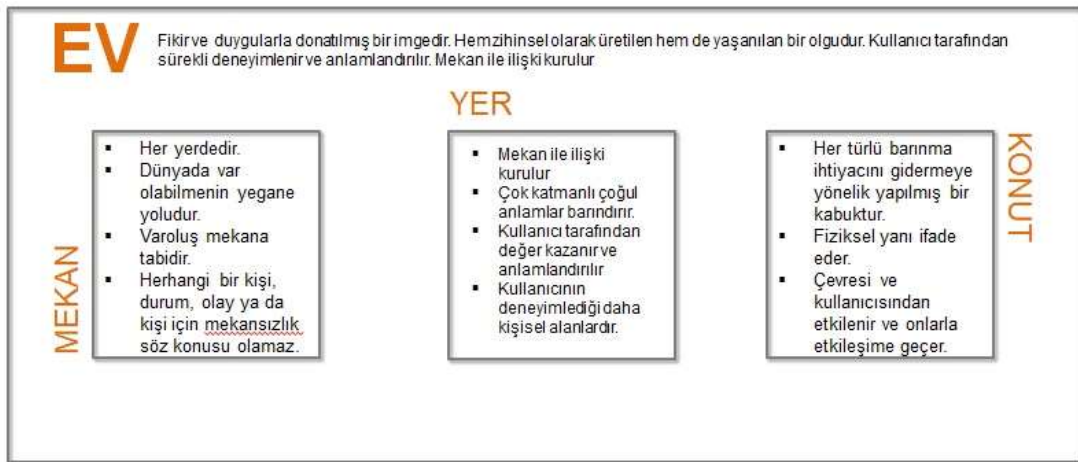 EV
Fikir ve duygularla donatılmış bir imgedir. Hem zihinsel olarak üretilen hem de yaşanılan bir olgudur. Kullanıcı tarafından
sürekli deneyimlenir ve anlamlandırılır. Mekan ile ilişki kurulur
MEKAN
▪ Her yerdedir.
▪ Dünyada var
olabilmenin yegane
yoludur.
▪ Varoluş mekana
tabidir.
▪ Herhangi bir kişi,
durum, olay ya da
kişi için mekansızlık
söz konusu olamaz.
YER
▪ Mekan ile ilişki
kurulur
▪ Çok katmanlı çoğul
anlamlar barındırır.
▪ Kullanıcı tarafından
değer kazanır ve
anlamlandırılır
▪ Kullanıcının
deneyimlediği daha
kişisel alanlardır.
KONUT
▪ Her türlü barınma
ihtiyacını gidermeye
yönelik yapılmış bir
kabuktur.
▪ Fiziksel yanı ifade
eder.
▪ Çevresi ve
kullanıcısından
etkilenir ve onlarla
etkileşime geçer.